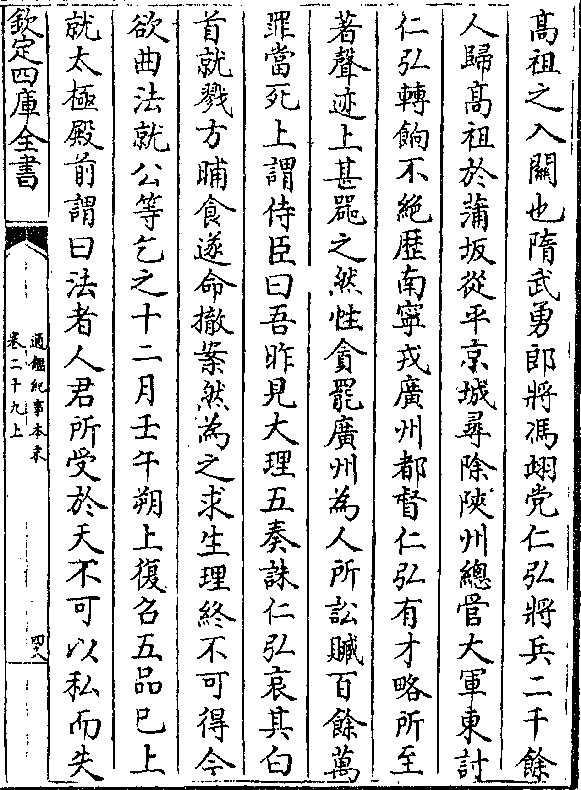 高祖之入關也隋武勇郎將馮翊党仁弘將兵二千餘
人歸高祖於蒲坂從平京城尋除陜州總管大軍東討
仁弘轉餉不絶歴南寧戎廣州都督仁弘有才略所至
著聲迹上甚噐之然性貪罷廣州為人所訟贓百餘萬
罪當死上謂侍臣曰吾昨見大理五奏誅仁弘哀其白
首就戮方晡食遂命撤案然為之求生理終不可得今
欲曲法就公等乞之十二月壬午朔上復召五品已上
就太極殿前謂曰法者人君所受於天不可以私而失
欽定四庫全書
通鑑紀事本末
卷二十九上
四八